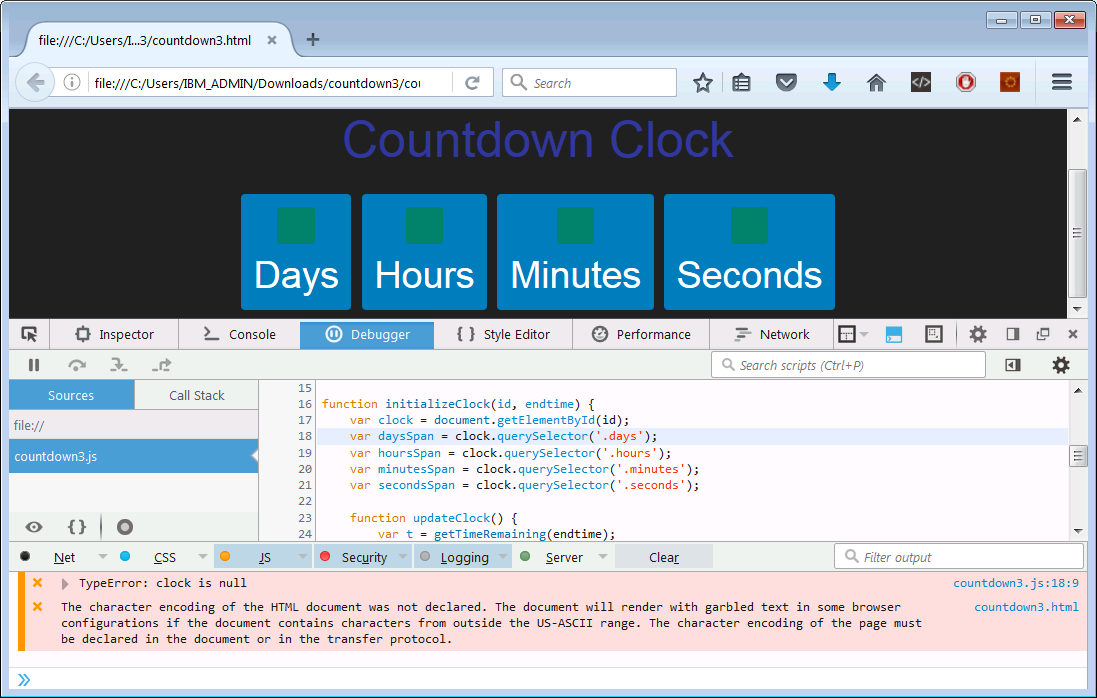 file:///C:/Users/I...3/countdown3.html
file:///C:/Users/IBM_ADMIN/Downloads/countdown3/cou
Search
Countdown Clock
Days Hours Minutes Seconds
Inspector Console Debugger { } Style Editor Performance Network
Search scripts (Ctrl+P)
Sources Call Stack
file://
countdown3.js
15
16 function initializeClock(id, endtime) {
17 var clock = document.getElementById(id);
18 var daysSpan = clock.querySelector('.days');
19 var hoursSpan = clock.querySelector('.hours');
20 var minutesSpan = clock.querySelector('.minutes');
21 var secondsSpan = clock.querySelector('.seconds');
22
23 function updateClock() {
24 var t = getTimeRemaining(endtime);
{}
Net CSS JS Security Logging Server Clear
Filter output
TypeError: clock is null countdown3.js:18:9
The character encoding of the HTML document was not declared. The document will render with garbled text in some browser countdown3.html
configurations if the document contains characters from outside the US-ASCII range. The character encoding of the page must
be declared in the document or in the transfer protocol.